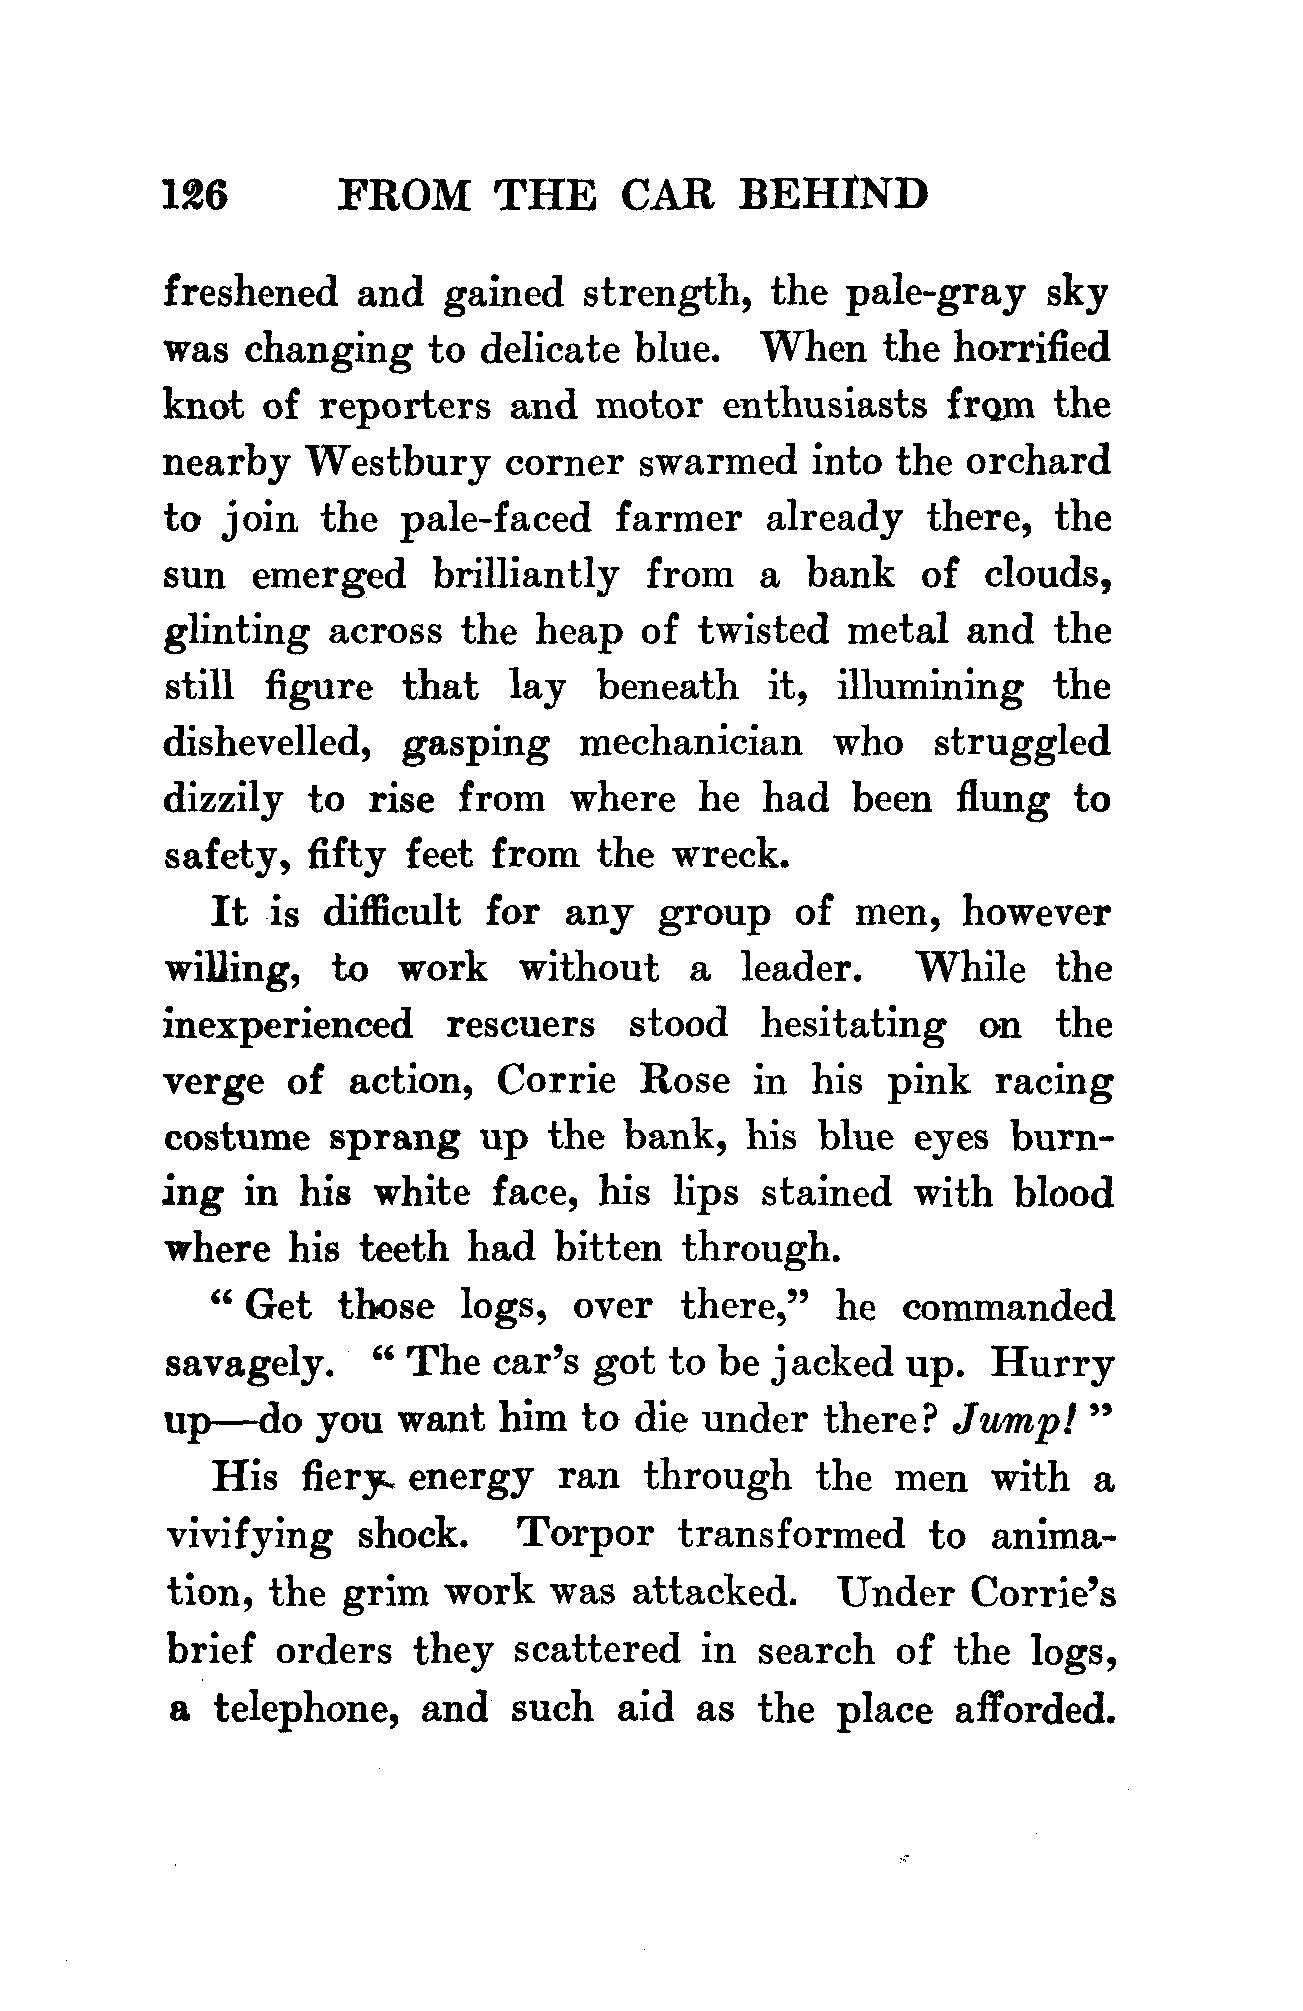 126 FROM THE CAR BEHIND
freshened and gained strength, the pale-gray sky
was changing to delicate blue. When the horrified
knot of reporters and motor enthusiasts from the
nearby Westbury corner swarmed into the orchard
to join the pale-faced farmer already there, the
sun emerged brilliantly from a bank of clouds,
glinting across the heap of twisted metal and the
still figure that lay beneath it, illumining the
dishevelled, gasping mechanician who struggled
dizzily to rise from where he had been flung to
safety, fifty feet from the wreck.
It is difficult for any group of men, however
willing, to work without a leader. While the
inexperienced rescuers stood hesitating on the
verge of action, Corrie Rose in his pink racing
costume sprang up the bank, his blue eyes burn-
ing in his white face, his lips stained with blood
where his teeth had bitten through.
“ Get those logs, over there,” he commanded
savagely. “ The car’s got to be jacked up. Hurry
up—do you want him to die under there? Jump! ”
His fiery energy ran through the men with a
vivifying shock. Torpor transformed to anima-
tion, the grim work was attacked. Under Corrie’s
brief orders they scattered in search of the logs,
a telephone, and such aid as the place afforded.